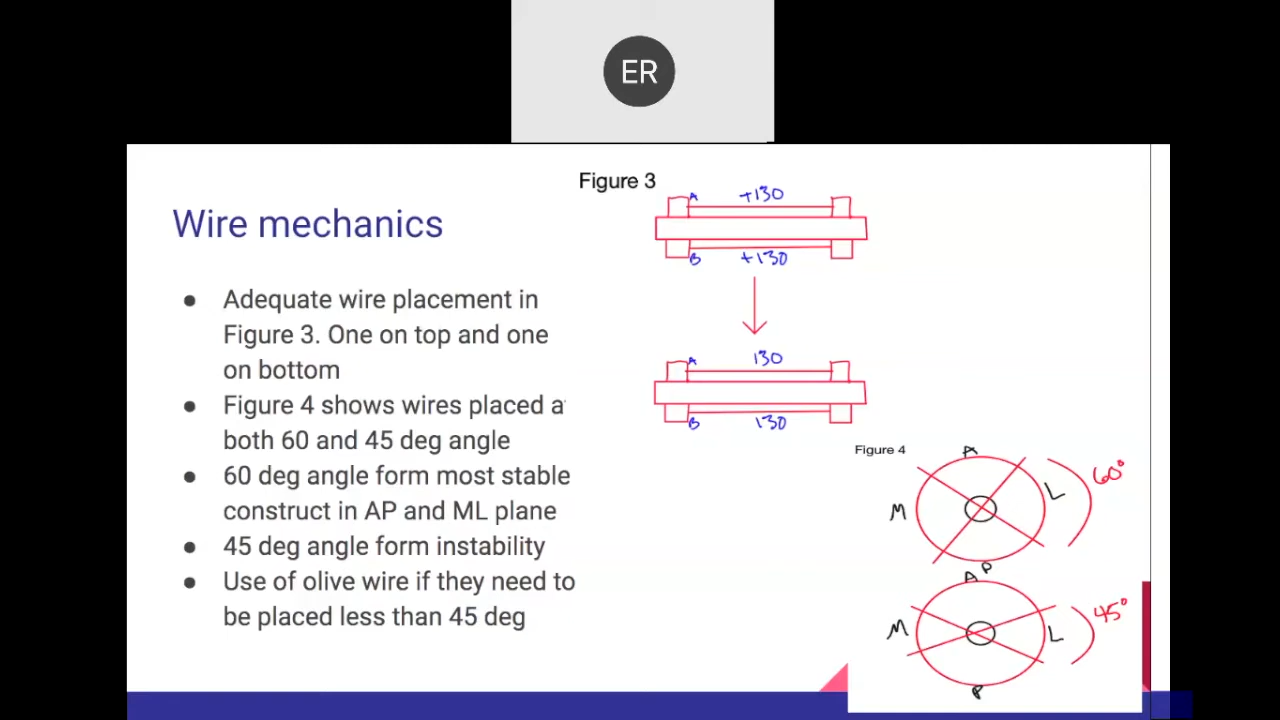 ER
Figure 3
Wire mechanics
Adequate wire placement in
Figure 3. One on top and one
on bottom
Figure 4 shows wires placed a
both 60 and 45 deg angle
60 deg angle form most stable
construct in AP and ML plane
45 deg angle form instability
Use of olive wire if they need to
be placed less than 45 deg
A +130
B +130
A 130
B 130
Figure 4
A
M L 60°
P
A
M L 45°
P